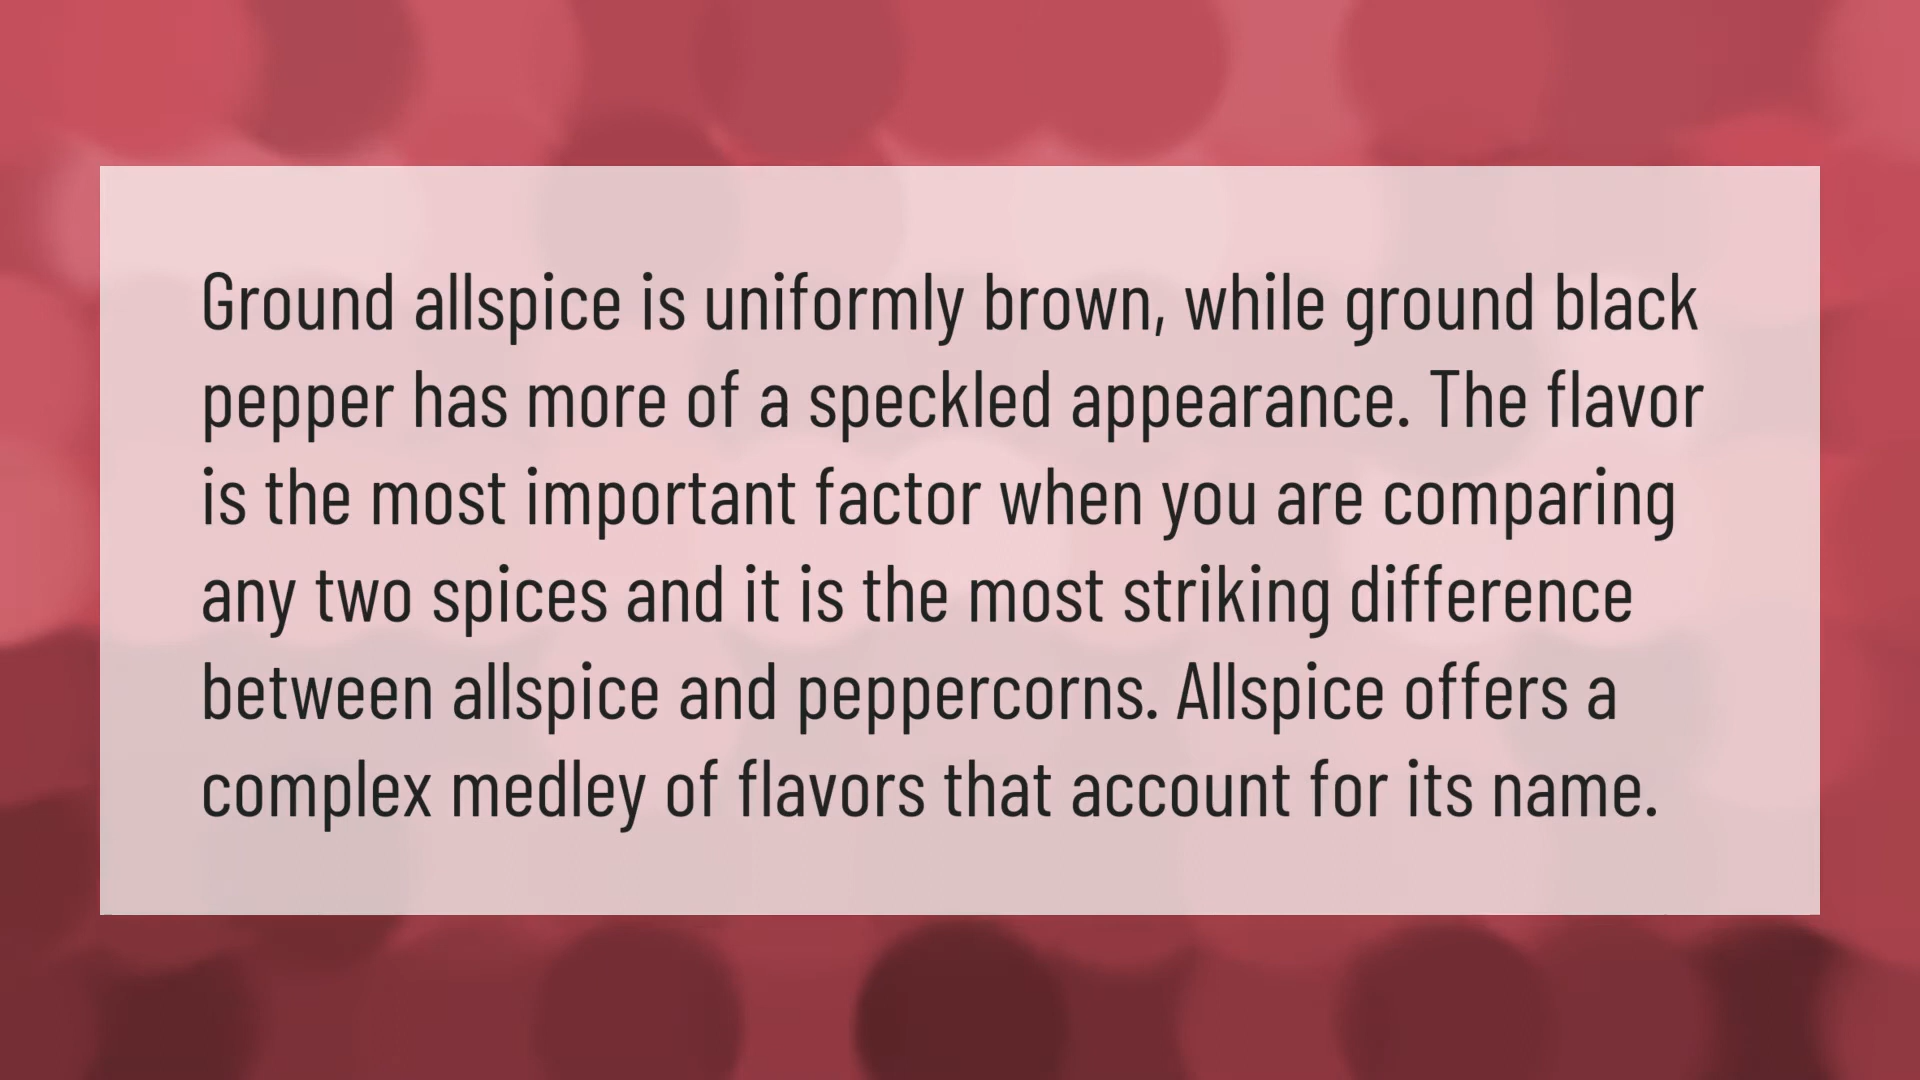 Ground allspice is uniformly brown, while ground black
pepper has more of a speckled appearance. The flavor
is the most important factor when you are comparing
any two spices and it is the most striking difference
between allspice and peppercorns. Allspice offers a
complex medley of flavors that account for its name.